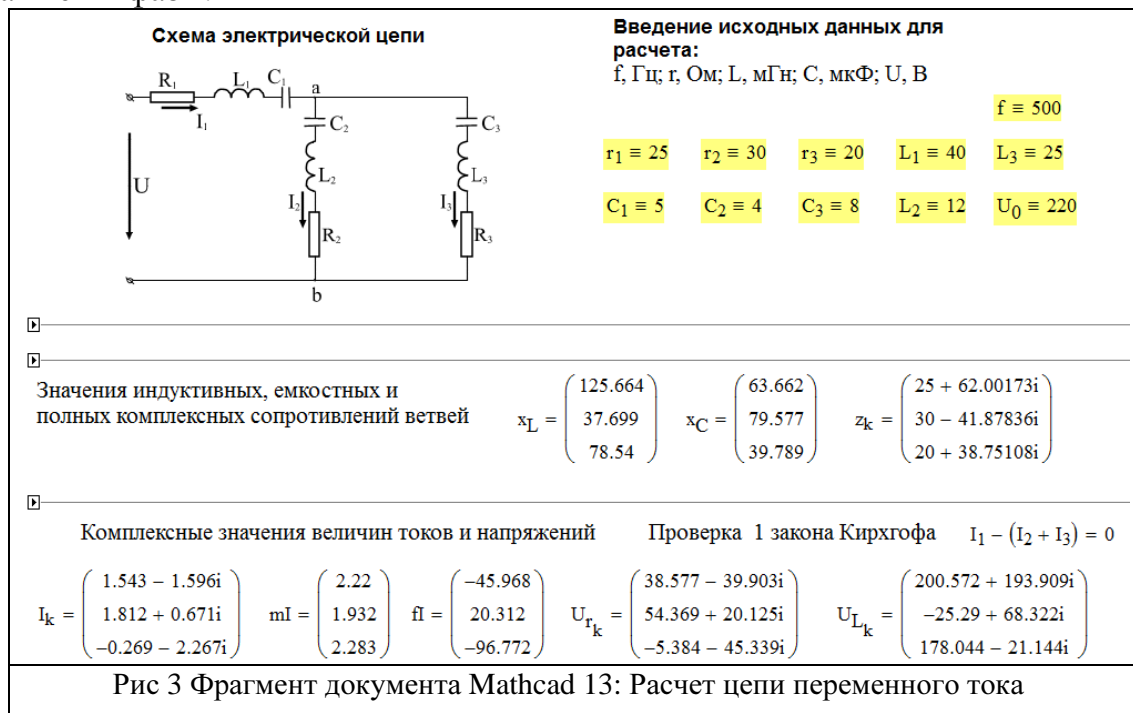 Схема электрической цепи
R₁ L₁ C₁ a
I₁
C₂ C₃
U
L₂ L₃
I₂ I₃
R₂ R₃
b
Введение исходных данных для
расчета:
f, Гц; r, Ом; L, мГн; C, мкФ; U, В
f ≡ 500
r₁ ≡ 25 r₂ ≡ 30 r₃ ≡ 20 L₁ ≡ 40 L₃ ≡ 25
C₁ ≡ 5 C₂ ≡ 4 C₃ ≡ 8 L₂ ≡ 12 U₀ ≡ 220
Значения индуктивных, емкостных и
полных комплексных сопротивлений ветвей
x_L = (125.664 37.699 78.54)
x_C = (63.662 79.577 39.789)
z_k = (25 + 62.00173i 30 − 41.87836i 20 + 38.75108i)
Комплексные значения величин токов и напряжений
Проверка 1 закона Кирхгофа I₁ − (I₂ + I₃) = 0
I_k = (1.543 − 1.596i 1.812 + 0.671i −0.269 − 2.267i)
mI = (2.22 1.932 2.283)
fI = (−45.968 20.312 −96.772)
U_r_k = (38.577 − 39.903i 54.369 + 20.125i −5.384 − 45.339i)
U_L_k = (200.572 + 193.909i −25.29 + 68.322i 178.044 − 21.144i)
Рис 3 Фрагмент документа Mathcad 13: Расчет цепи переменного тока